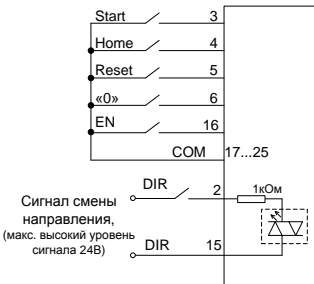 Start 3
Home 4
Reset 5
«0» 6
EN 16
COM 17...25
DIR 2 1кОм
Сигнал смены
направления,
(макс. высокий уровень
сигнала 24В)
DIR 15